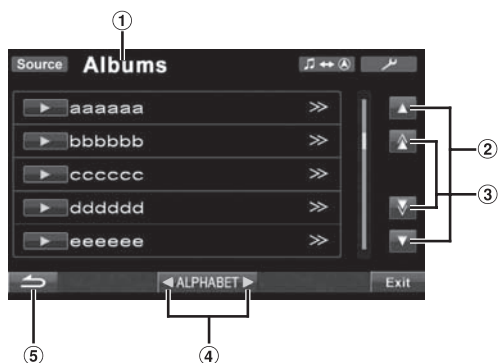 ①
Source Albums
aaaaaa
bbbbbb
②
cccccc
③
dddddd
eeeeee
ALPHABET Exit
⑤ ④